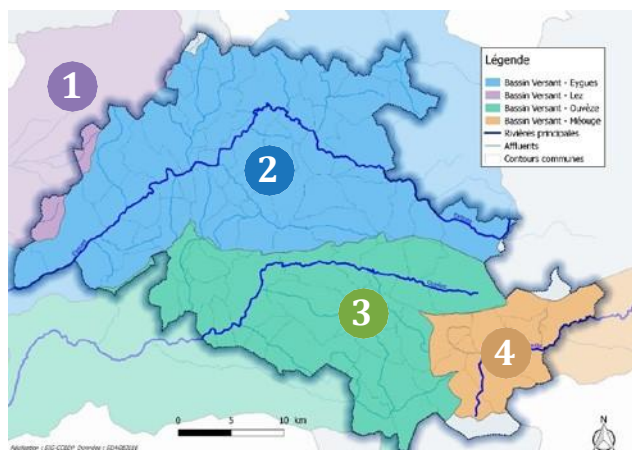 Légende
Bassin Versant - Eygues
Bassin Versant - Lez
Bassin Versant - Ouvèze
Bassin Versant - Méouge
Rivières principales
Affluents
Contours communes
1
2
3
4
0 5 10 km
N